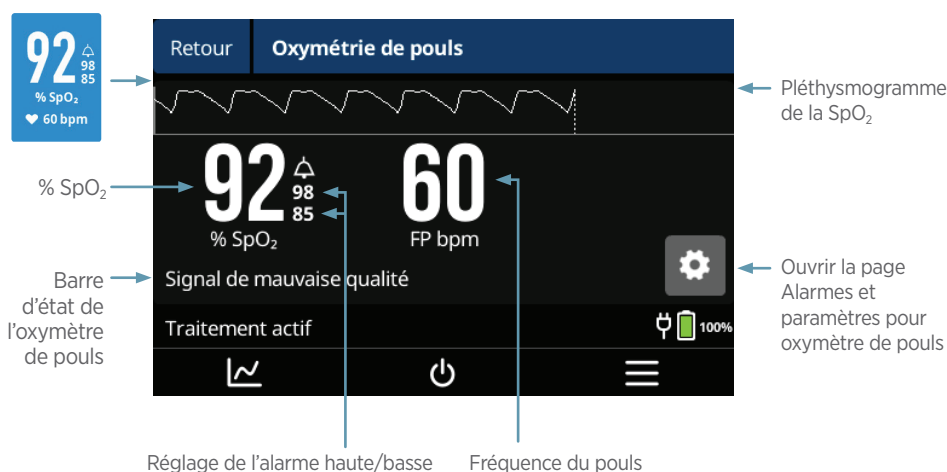 92
98
85
% SpO₂
60 bpm
Retour
Oxymétrie de pouls
Pléthysmogramme
de la SpO₂
% SpO₂
92
98
85
% SpO₂
60
FP bpm
Barre
d’état de
l’oxymètre
de pouls
Signal de mauvaise qualité
Ouvrir la page
Alarmes et
paramètres pour
oxymètre de pouls
Traitement actif
100%
Réglage de l’alarme haute/basse
Fréquence du pouls